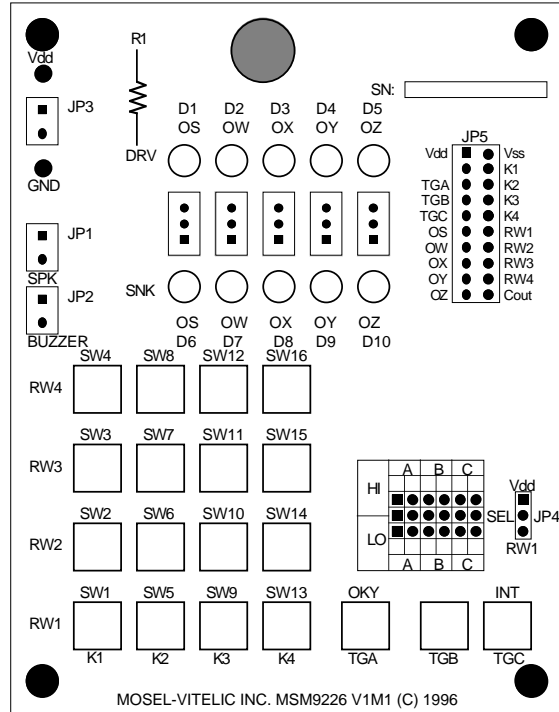 Vdd
R1
SN:
JP3
D1 D2 D3 D4 D5
OS OW OX OY OZ
DRV
GND
JP5
Vdd Vss
K1
TGA K2
TGB K3
TGC K4
OS RW1
OW RW2
OX RW3
OY RW4
OZ Cout
JP1
SPK
JP2
BUZZER
SNK
OS OW OX OY OZ
D6 D7 D8 D9 D10
SW4 SW8 SW12 SW16
RW4
SW3 SW7 SW11 SW15
RW3
SW2 SW6 SW10 SW14
RW2
A B C
HI
LO
A B C
Vdd
SEL JP4
RW1
SW1 SW5 SW9 SW13 OKY INT
RW1
K1 K2 K3 K4 TGA TGB TGC
MOSEL-VITELIC INC. MSM9226 V1M1 (C) 1996